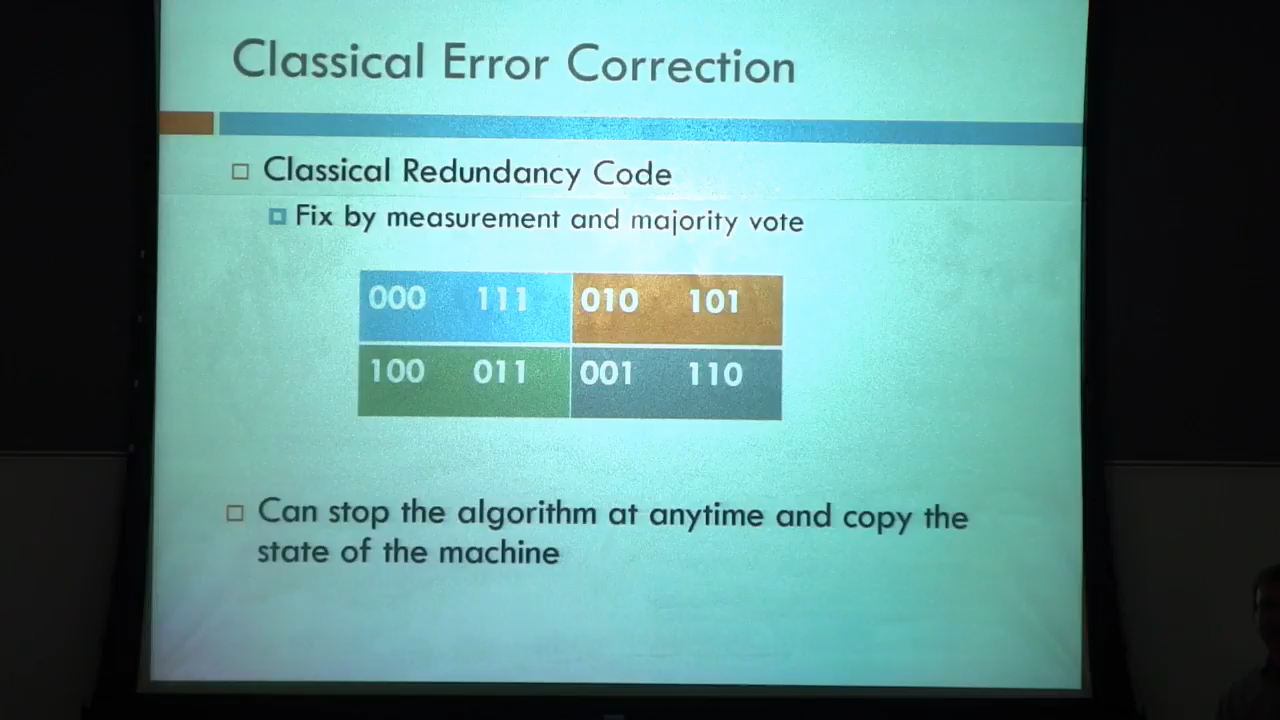 Classical Error Correction
Classical Redundancy Code
Fix by measurement and majority vote
000 111 010 101
100 011 001 110
Can stop the algorithm at anytime and copy the
state of the machine